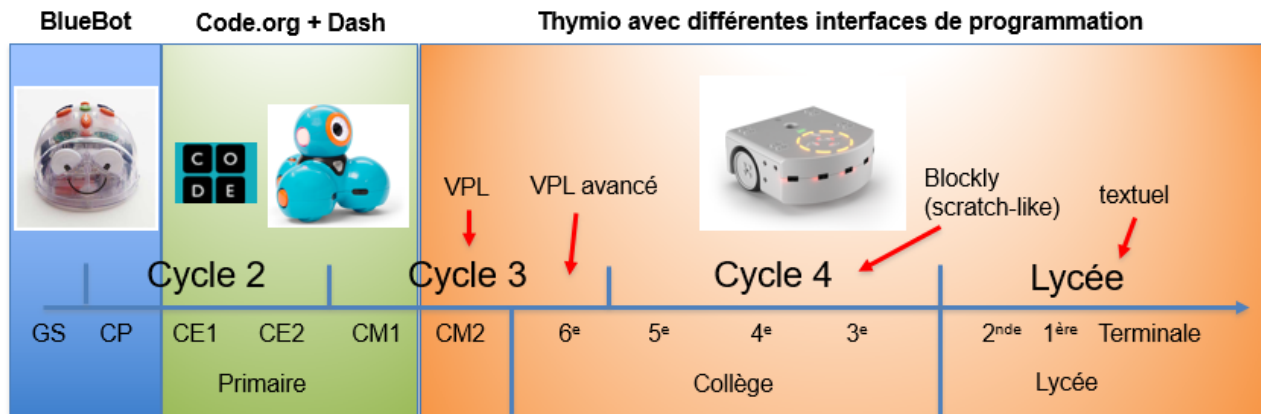 BlueBot
Code.org + Dash
Thymio avec différentes interfaces de programmation
C O
D E
VPL
VPL avancé
Blockly
(scratch-like)
textuel
Cycle 2
Cycle 3
Cycle 4
Lycée
GS
CP
CE1
CE2
CM1
CM2
6e
5e
4e
3e
2nde
1ère
Terminale
Primaire
Collège
Lycée